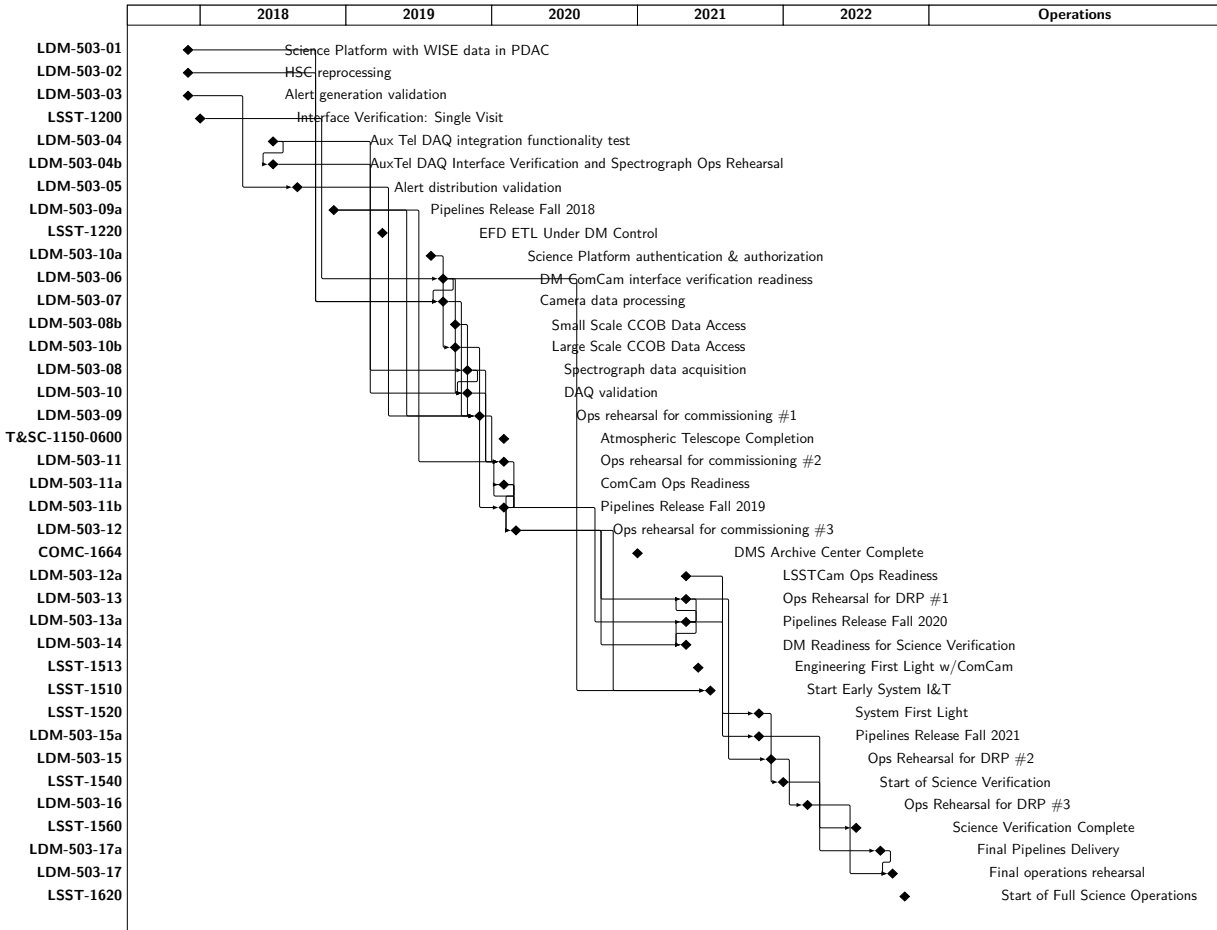 2018 2019 2020 2021 2022 Operations
LDM-503-01 Science Platform with WISE data in PDAC
LDM-503-02 HSC reprocessing
LDM-503-03 Alert generation validation
LSST-1200 Interface Verification: Single Visit
LDM-503-04 Aux Tel DAQ integration functionality test
LDM-503-04b AuxTel DAQ Interface Verification and Spectrograph Ops Rehearsal
LDM-503-05 Alert distribution validation
LDM-503-09a Pipelines Release Fall 2018
LSST-1220 EFD ETL Under DM Control
LDM-503-10a Science Platform authentication & authorization
LDM-503-06 DM ComCam interface verification readiness
LDM-503-07 Camera data processing
LDM-503-08b Small Scale CCOB Data Access
LDM-503-10b Large Scale CCOB Data Access
LDM-503-08 Spectrograph data acquisition
LDM-503-10 DAQ validation
LDM-503-09 Ops rehearsal for commissioning #1
T&SC-1150-0600 Atmospheric Telescope Completion
LDM-503-11 Ops rehearsal for commissioning #2
LDM-503-11a ComCam Ops Readiness
LDM-503-11b Pipelines Release Fall 2019
LDM-503-12 Ops rehearsal for commissioning #3
COMC-1664 DMS Archive Center Complete
LDM-503-12a LSSTCam Ops Readiness
LDM-503-13 Ops Rehearsal for DRP #1
LDM-503-13a Pipelines Release Fall 2020
LDM-503-14 DM Readiness for Science Verification
LSST-1513 Engineering First Light w/ComCam
LSST-1510 Start Early System I&T
LSST-1520 System First Light
LDM-503-15a Pipelines Release Fall 2021
LDM-503-15 Ops Rehearsal for DRP #2
LSST-1540 Start of Science Verification
LDM-503-16 Ops Rehearsal for DRP #3
LSST-1560 Science Verification Complete
LDM-503-17a Final Pipelines Delivery
LDM-503-17 Final operations rehearsal
LSST-1620 Start of Full Science Operations